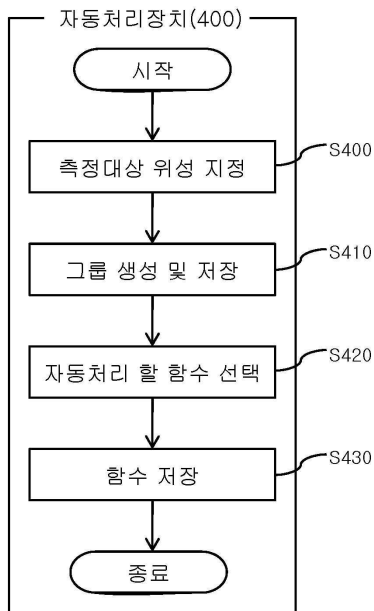 자동처리장치(400)
시작
측정대상 위성 지정
S400
그룹 생성 및 저장
S410
자동처리 할 함수 선택
S420
함수 저장
S430
종료